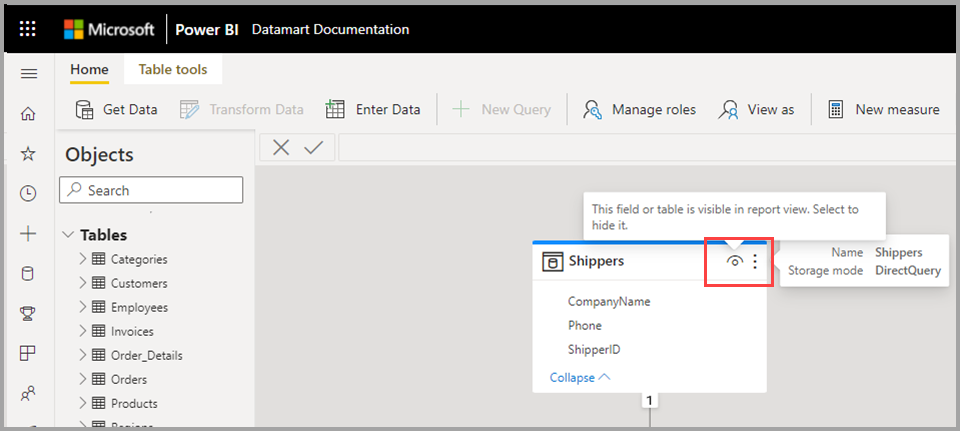 Microsoft Power BI Datamart Documentation
Home Table tools
Get Data Transform Data Enter Data New Query Manage roles View as New measure
Objects
Search
Tables
Categories
Customers
Employees
Invoices
Order_Details
Orders
Products
This field or table is visible in report view. Select to
hide it.
Shippers
Name Shippers
Storage mode DirectQuery
CompanyName
Phone
ShipperID
Collapse
1